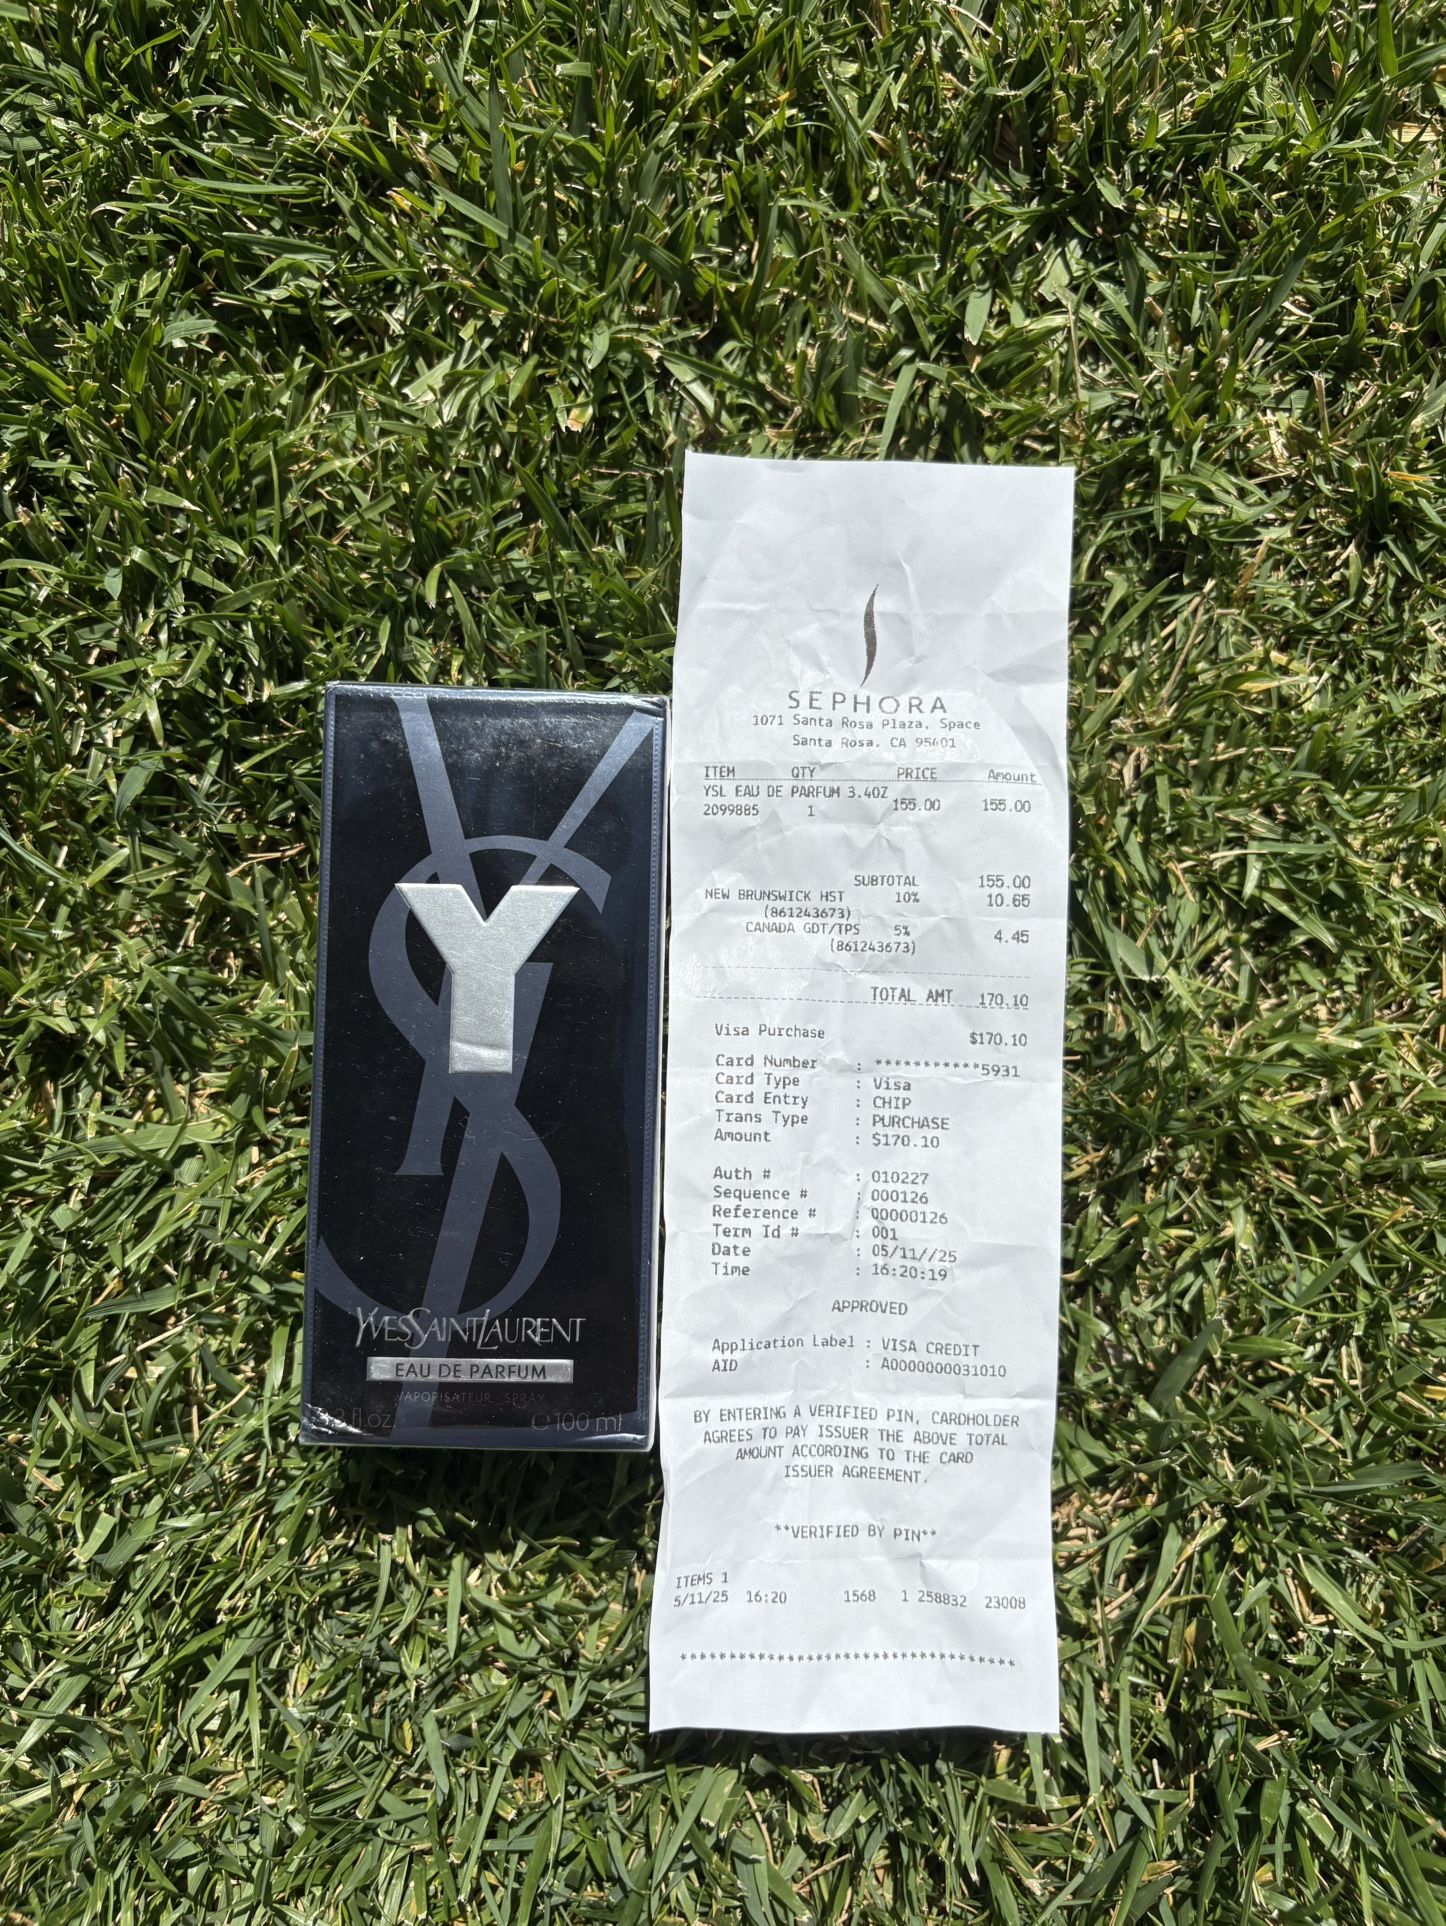 Y
YVESSAINTLAURENT
EAU DE PARFUM
VAPORISATEUR - SPRAY
3.3 fl.oz. e 100 ml
SEPHORA
1071 Santa Rosa Plaza, Space
Santa Rosa, CA 95401
ITEM QTY PRICE Amount
YSL EAU DE PARFUM 3.4OZ
2099885 1 155.00 155.00
SUBTOTAL 155.00
NEW BRUNSWICK HST 10% 10.65
(861243673)
CANADA GDT/TPS 5% 4.45
(861243673)
TOTAL AMT 170.10
Visa Purchase $170.10
Card Number : ***********5931
Card Type : Visa
Card Entry : CHIP
Trans Type : PURCHASE
Amount : $170.10
Auth # : 010227
Sequence # : 000126
Reference # : 00000126
Term Id # : 001
Date : 05/11//25
Time : 16:20:19
APPROVED
Application Label : VISA CREDIT
AID : A0000000031010
BY ENTERING A VERIFIED PIN, CARDHOLDER
AGREES TO PAY ISSUER THE ABOVE TOTAL
AMOUNT ACCORDING TO THE CARD
ISSUER AGREEMENT.
**VERIFIED BY PIN**
ITEMS 1
5/11/25 16:20 1568 1 258832 23008
*******************************